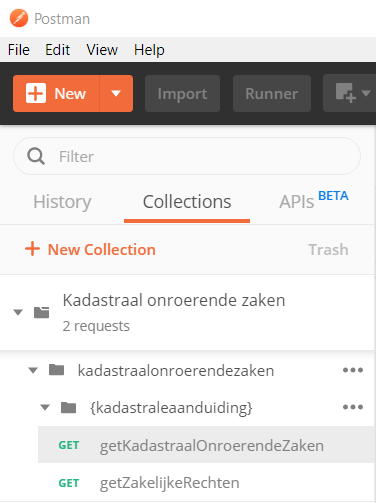 Postman
File Edit View Help
New Import Runner
Filter
History Collections APIs BETA
+ New Collection Trash
Kadastraal onroerende zaken
2 requests
kadastraalonroerendezaken
{kadastraleaanduiding}
GET getKadastraalOnroerendeZaken
GET getZakelijkeRechten